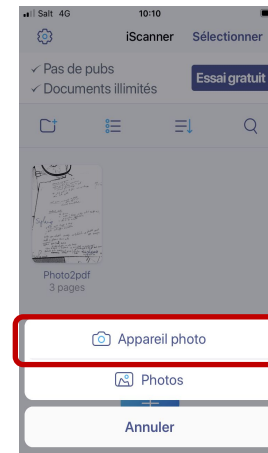 Salt 4G 10:10
iScanner Sélectionner
✓ Pas de pubs
✓ Documents illimités
Essai gratuit
Photo2pdf
3 pages
Appareil photo
Photos
Annuler